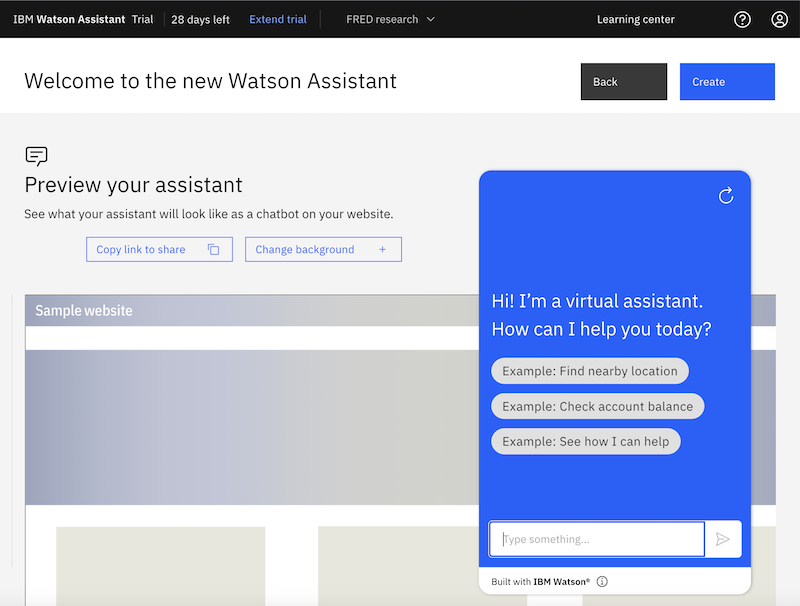 IBM Watson Assistant Trial 28 days left Extend trial FRED research Learning center
Welcome to the new Watson Assistant
Back
Create
Preview your assistant
See what your assistant will look like as a chatbot on your website.
Copy link to share
Change background +
Sample website
Hi! I'm a virtual assistant.
How can I help you today?
Example: Find nearby location
Example: Check account balance
Example: See how I can help
Type something...
Built with IBM Watson®